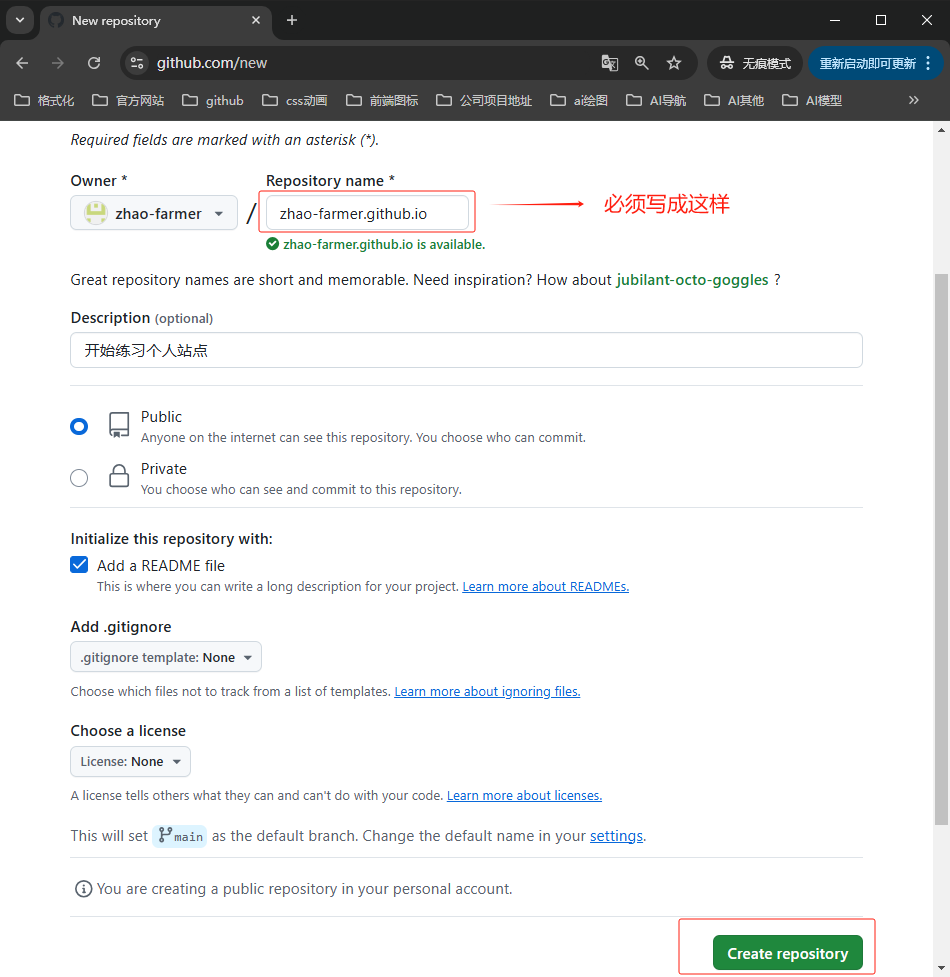 New repository
github.com/new
无痕模式
重新启动即可更新
格式化 官方网站 github css动画 前端图标 公司项目地址 ai绘图 AI导航 AI其他 AI模型
Required fields are marked with an asterisk (*).
Owner * Repository name *
zhao-farmer / zhao-farmer.github.io 必须写成这样
zhao-farmer.github.io is available.
Great repository names are short and memorable. Need inspiration? How about jubilant-octo-goggles ?
Description (optional)
开始练习个人站点
Public
Anyone on the internet can see this repository. You choose who can commit.
Private
You choose who can see and commit to this repository.
Initialize this repository with:
Add a README file
This is where you can write a long description for your project. Learn more about READMEs.
Add .gitignore
.gitignore template: None
Choose which files not to track from a list of templates. Learn more about ignoring files.
Choose a license
License: None
A license tells others what they can and can't do with your code. Learn more about licenses.
This will set main as the default branch. Change the default name in your settings.
You are creating a public repository in your personal account.
Create repository